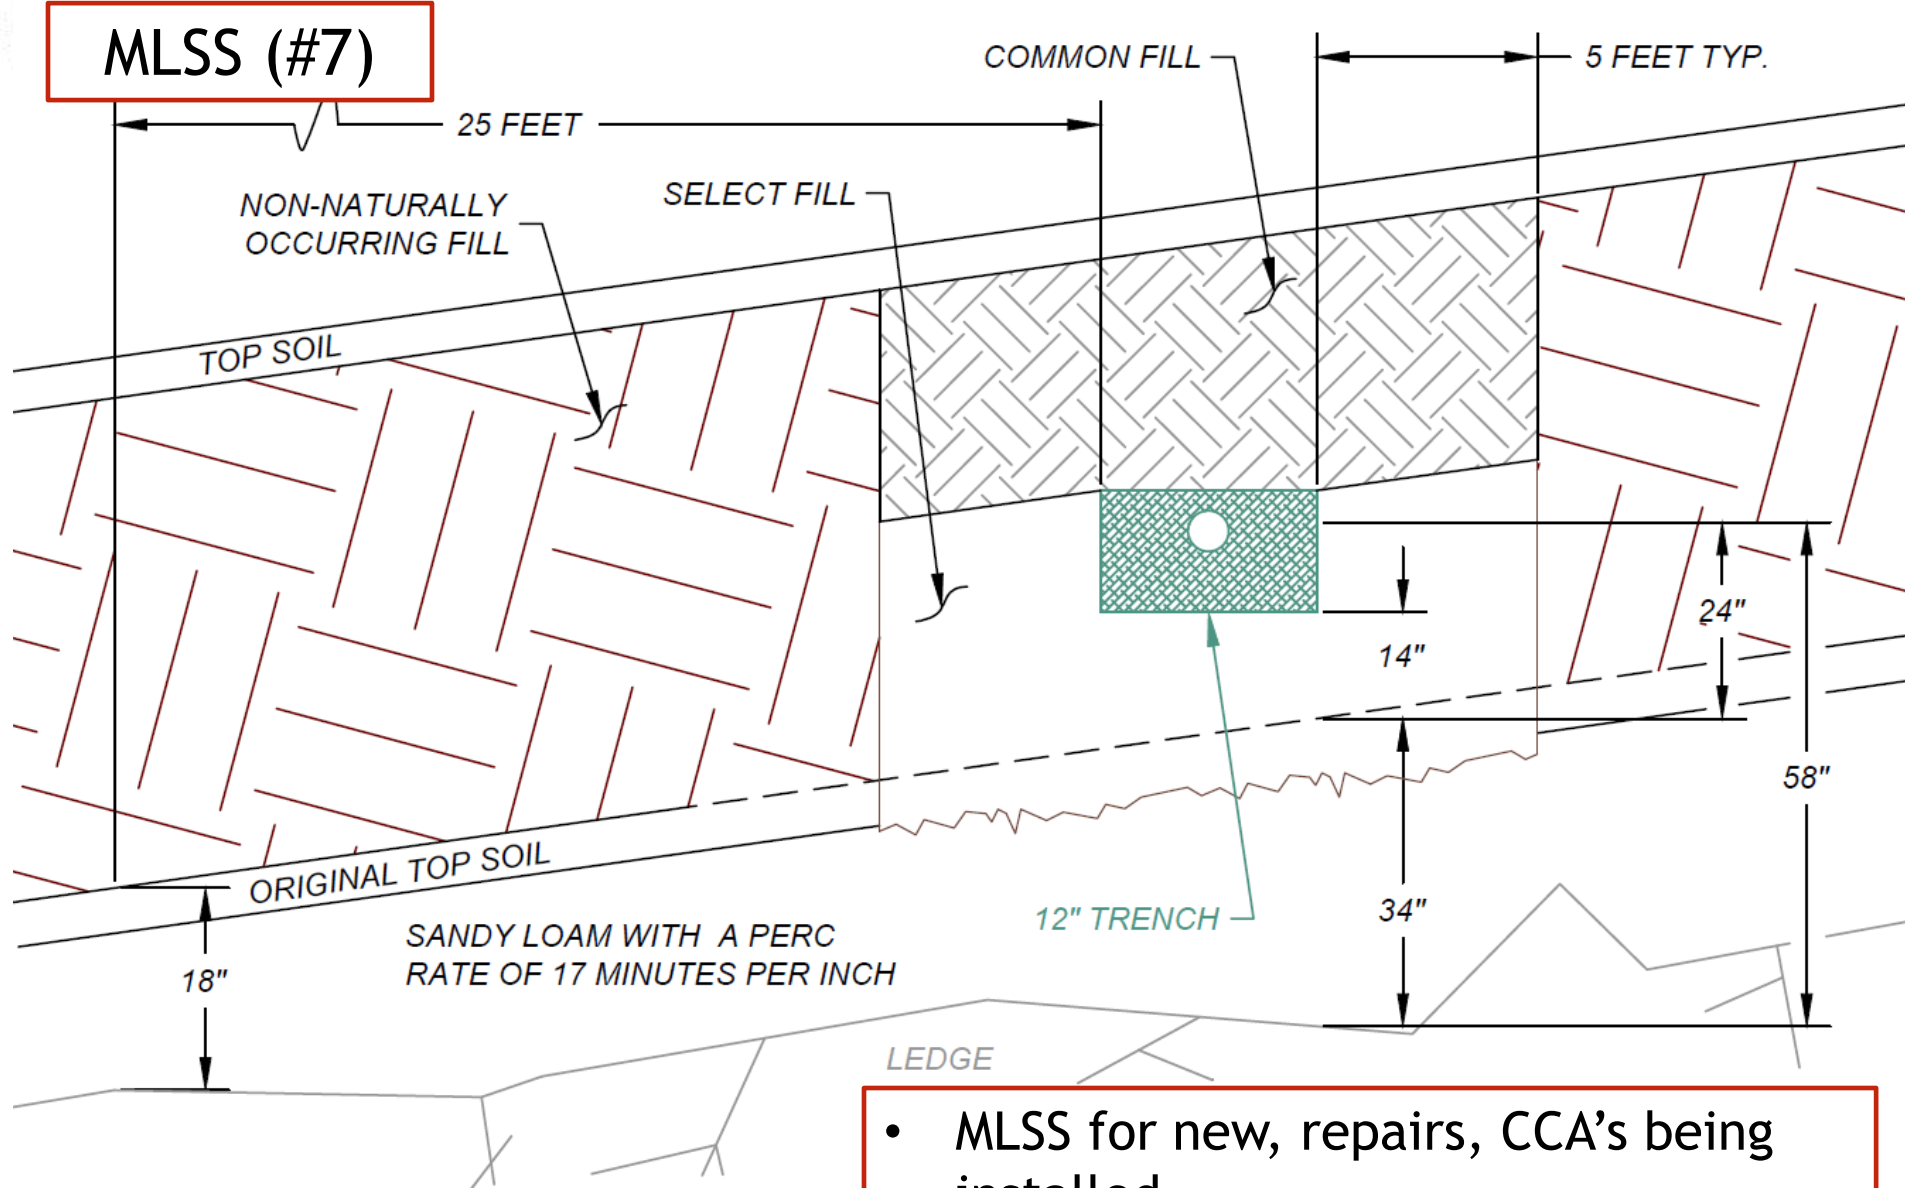 MLSS (#7)
COMMON FILL
5 FEET TYP.
25 FEET
SELECT FILL
NON-NATURALLY
OCCURRING FILL
TOP SOIL
24"
14"
58"
ORIGINAL TOP SOIL
12" TRENCH
34"
SANDY LOAM WITH A PERC
RATE OF 17 MINUTES PER INCH
18"
LEDGE
• MLSS for new, repairs, CCA's being
installed